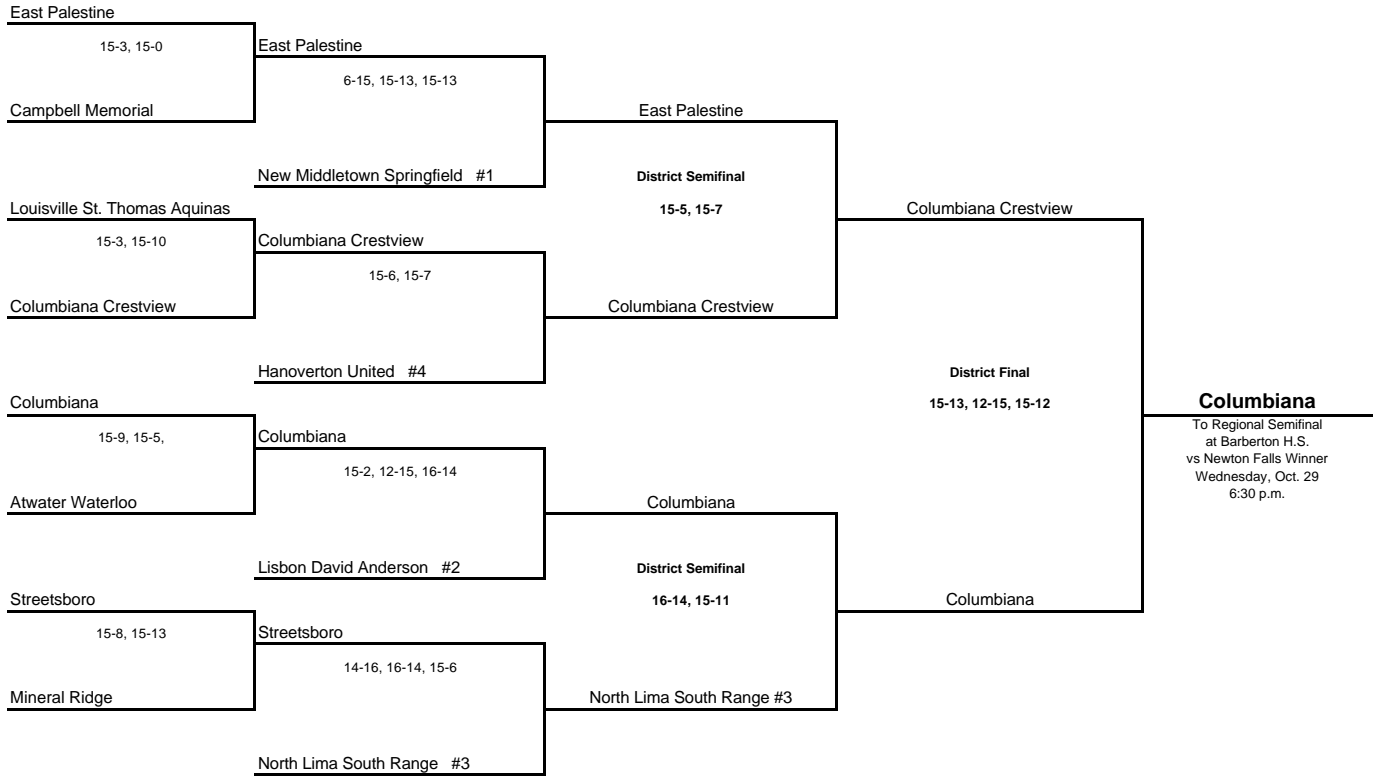 East Palestine
15-3, 15-0
East Palestine
6-15, 15-13, 15-13
Campbell Memorial
East Palestine
New Middletown Springfield #1
District Semifinal
Louisville St. Thomas Aquinas
15-5, 15-7
Columbiana Crestview
15-3, 15-10
Columbiana Crestview
15-6, 15-7
Columbiana Crestview
Columbiana Crestview
Hanoverton United #4
District Final
Columbiana
15-13, 12-15, 15-12
Columbiana
To Regional Semifinal
at Barberton H.S.
vs Newton Falls Winner
Wednesday, Oct. 29
6:30 p.m.
15-9, 15-5,
Columbiana
15-2, 12-15, 16-14
Atwater Waterloo
Columbiana
Lisbon David Anderson #2
District Semifinal
Streetsboro
16-14, 15-11
Columbiana
15-8, 15-13
Streetsboro
14-16, 16-14, 15-6
Mineral Ridge
North Lima South Range #3
North Lima South Range #3